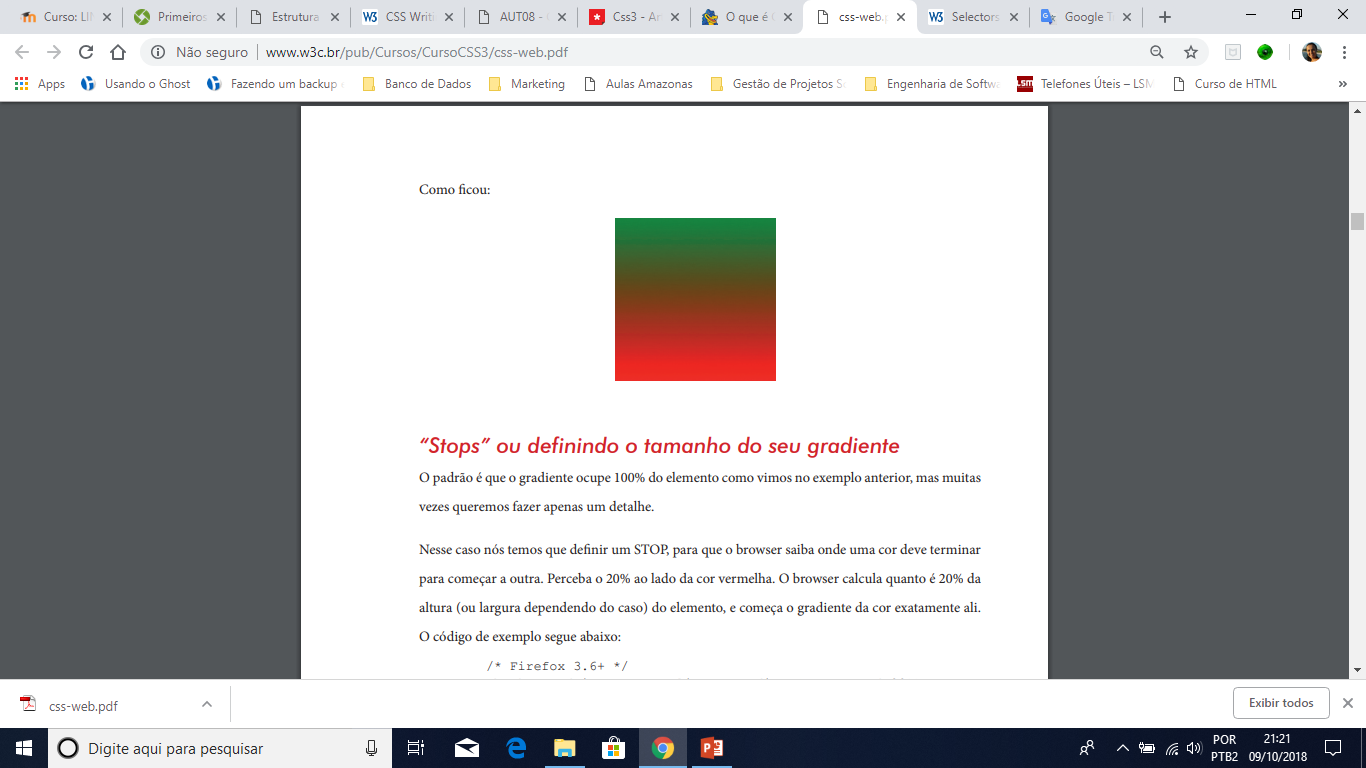 Curso: LI
Primeiros
Estrutura
CSS Writ
AUT08 -
Css3 - Ar
O que é
css-web.p
Selectors
Google T
Não seguro
www.w3c.br/pub/Cursos/CursoCSS3/css-web.pdf
Apps
Usando o Ghost
Fazendo um backup
Banco de Dados
Marketing
Aulas Amazonas
Gestão de Projetos S
Engenharia de Softwa
Telefones Úteis – LSM
Curso de HTML
»
Como ficou:
“Stops” ou definindo o tamanho do seu gradiente
O padrão é que o gradiente ocupe 100% do elemento como vimos no exemplo anterior, mas muitas
vezes queremos fazer apenas um detalhe.
Nesse caso nós temos que definir um STOP, para que o browser saiba onde uma cor deve terminar
para começar a outra. Perceba o 20% ao lado da cor vermelha. O browser calcula quanto é 20% da
altura (ou largura dependendo do caso) do elemento, e começa o gradiente da cor exatamente ali.
O código de exemplo segue abaixo:
/* Firefox 3.6+ */
css-web.pdf
Exibir todos
Digite aqui para pesquisar
POR
PTB2
21:21
09/10/2018